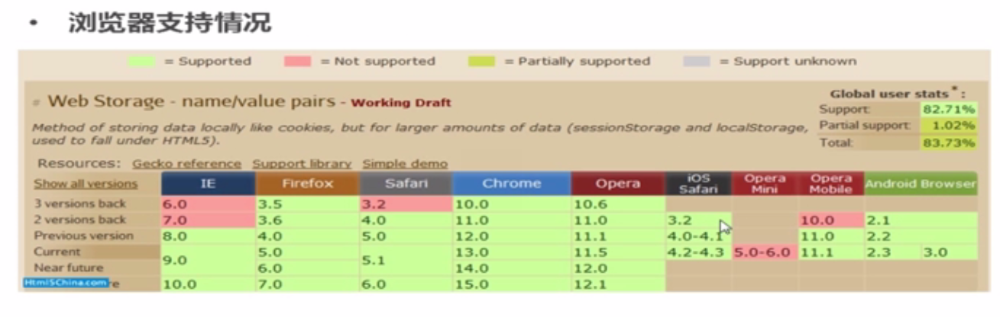 • 浏览器支持情况
= Supported = Not supported = Partially supported = Support unknown
# Web Storage - name/value pairs - Working Draft
Global user stats*:
Support: 82.71%
Method of storing data locally like cookies, but for larger amounts of data (sessionStorage and localStorage,
Partial support: 1.02%
used to fall under HTML5).
Total: 83.73%
Resources: Gecko reference Support library Simple demo
Show all versions IE Firefox Safari Chrome Opera iOS Safari Opera Mini Opera Mobile Android Browser
3 versions back 6.0 3.5 3.2 10.0 10.6
2 versions back 7.0 3.6 4.0 11.0 11.0 3.2 10.0 2.1
Previous version 8.0 4.0 5.0 12.0 11.1 4.0-4.1 11.0 2.2
Current 9.0 5.0 5.1 13.0 11.5 4.2-4.3 5.0-6.0 11.1 2.3 3.0
Near future 6.0 14.0 12.0
Html5China.com re 10.0 7.0 6.0 15.0 12.1